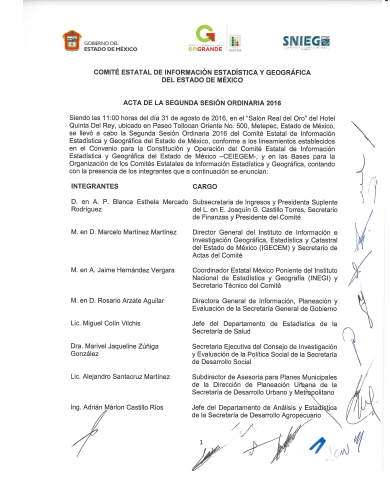 GOBIERNO DEL
ESTADO DE MÉXICO
enGRANDE
IGECEM
SNIEG
COMITÉ ESTATAL DE INFORMACIÓN ESTADÍSTICA Y GEOGRÁFICA
DEL ESTADO DE MÉXICO
ACTA DE LA SEGUNDA SESIÓN ORDINARIA 2016
Siendo las 11:00 horas del día 31 de agosto de 2016, en el "Salón Real del Oro" del Hotel
Quinta Del Rey, ubicado en Paseo Tollocan Oriente No. 500, Metepec, Estado de México,
se llevó a cabo la Segunda Sesión Ordinaria 2016 del Comité Estatal de Información
Estadística y Geográfica del Estado de México, conforme a los lineamientos establecidos
en el Convenio para la Constitución y Operación del Comité Estatal de Información
Estadística y Geográfica del Estado de México –CEIEGEM-, y en las Bases para la
Organización de los Comités Estatales de Información Estadística y Geográfica, contando
con la presencia de los integrantes que a continuación se enuncian:
INTEGRANTES CARGO
D. en A. P. Blanca Esthela Mercado Rodríguez
Subsecretaria de Ingresos y Presidenta Suplente
del L. en E. Joaquín G. Castillo Torres, Secretario
de Finanzas y Presidente del Comité
M. en D. Marcelo Martínez Martínez
Director General del Instituto de Información e
Investigación Geográfica, Estadística y Catastral
del Estado de México (IGECEM) y Secretario de
Actas del Comité
M. en A. Jaime Hernández Vergara
Coordinador Estatal México Poniente del Instituto
Nacional de Estadística y Geografía (INEGI) y
Secretario Técnico del Comité
M. en D. Rosario Arzate Aguilar
Directora General de Información, Planeación y
Evaluación de la Secretaría General de Gobierno
Lic. Miguel Colín Vilchis
Jefe del Departamento de Estadística de la
Secretaría de Salud
Dra. Marivel Jaqueline Zúñiga
González
Secretaria Ejecutiva del Consejo de Investigación
y Evaluación de la Política Social de la Secretaría
de Desarrollo Social
Lic. Alejandro Santacruz Martínez
Subdirector de Asesoría para Planes Municipales
de la Dirección de Planeación Urbana de la
Secretaría de Desarrollo Urbano y Metropolitano
Ing. Adrián Márlon Castillo Ríos
Jefe del Departamento de Análisis y Estadística
de la Secretaría de Desarrollo Agropecuario
1